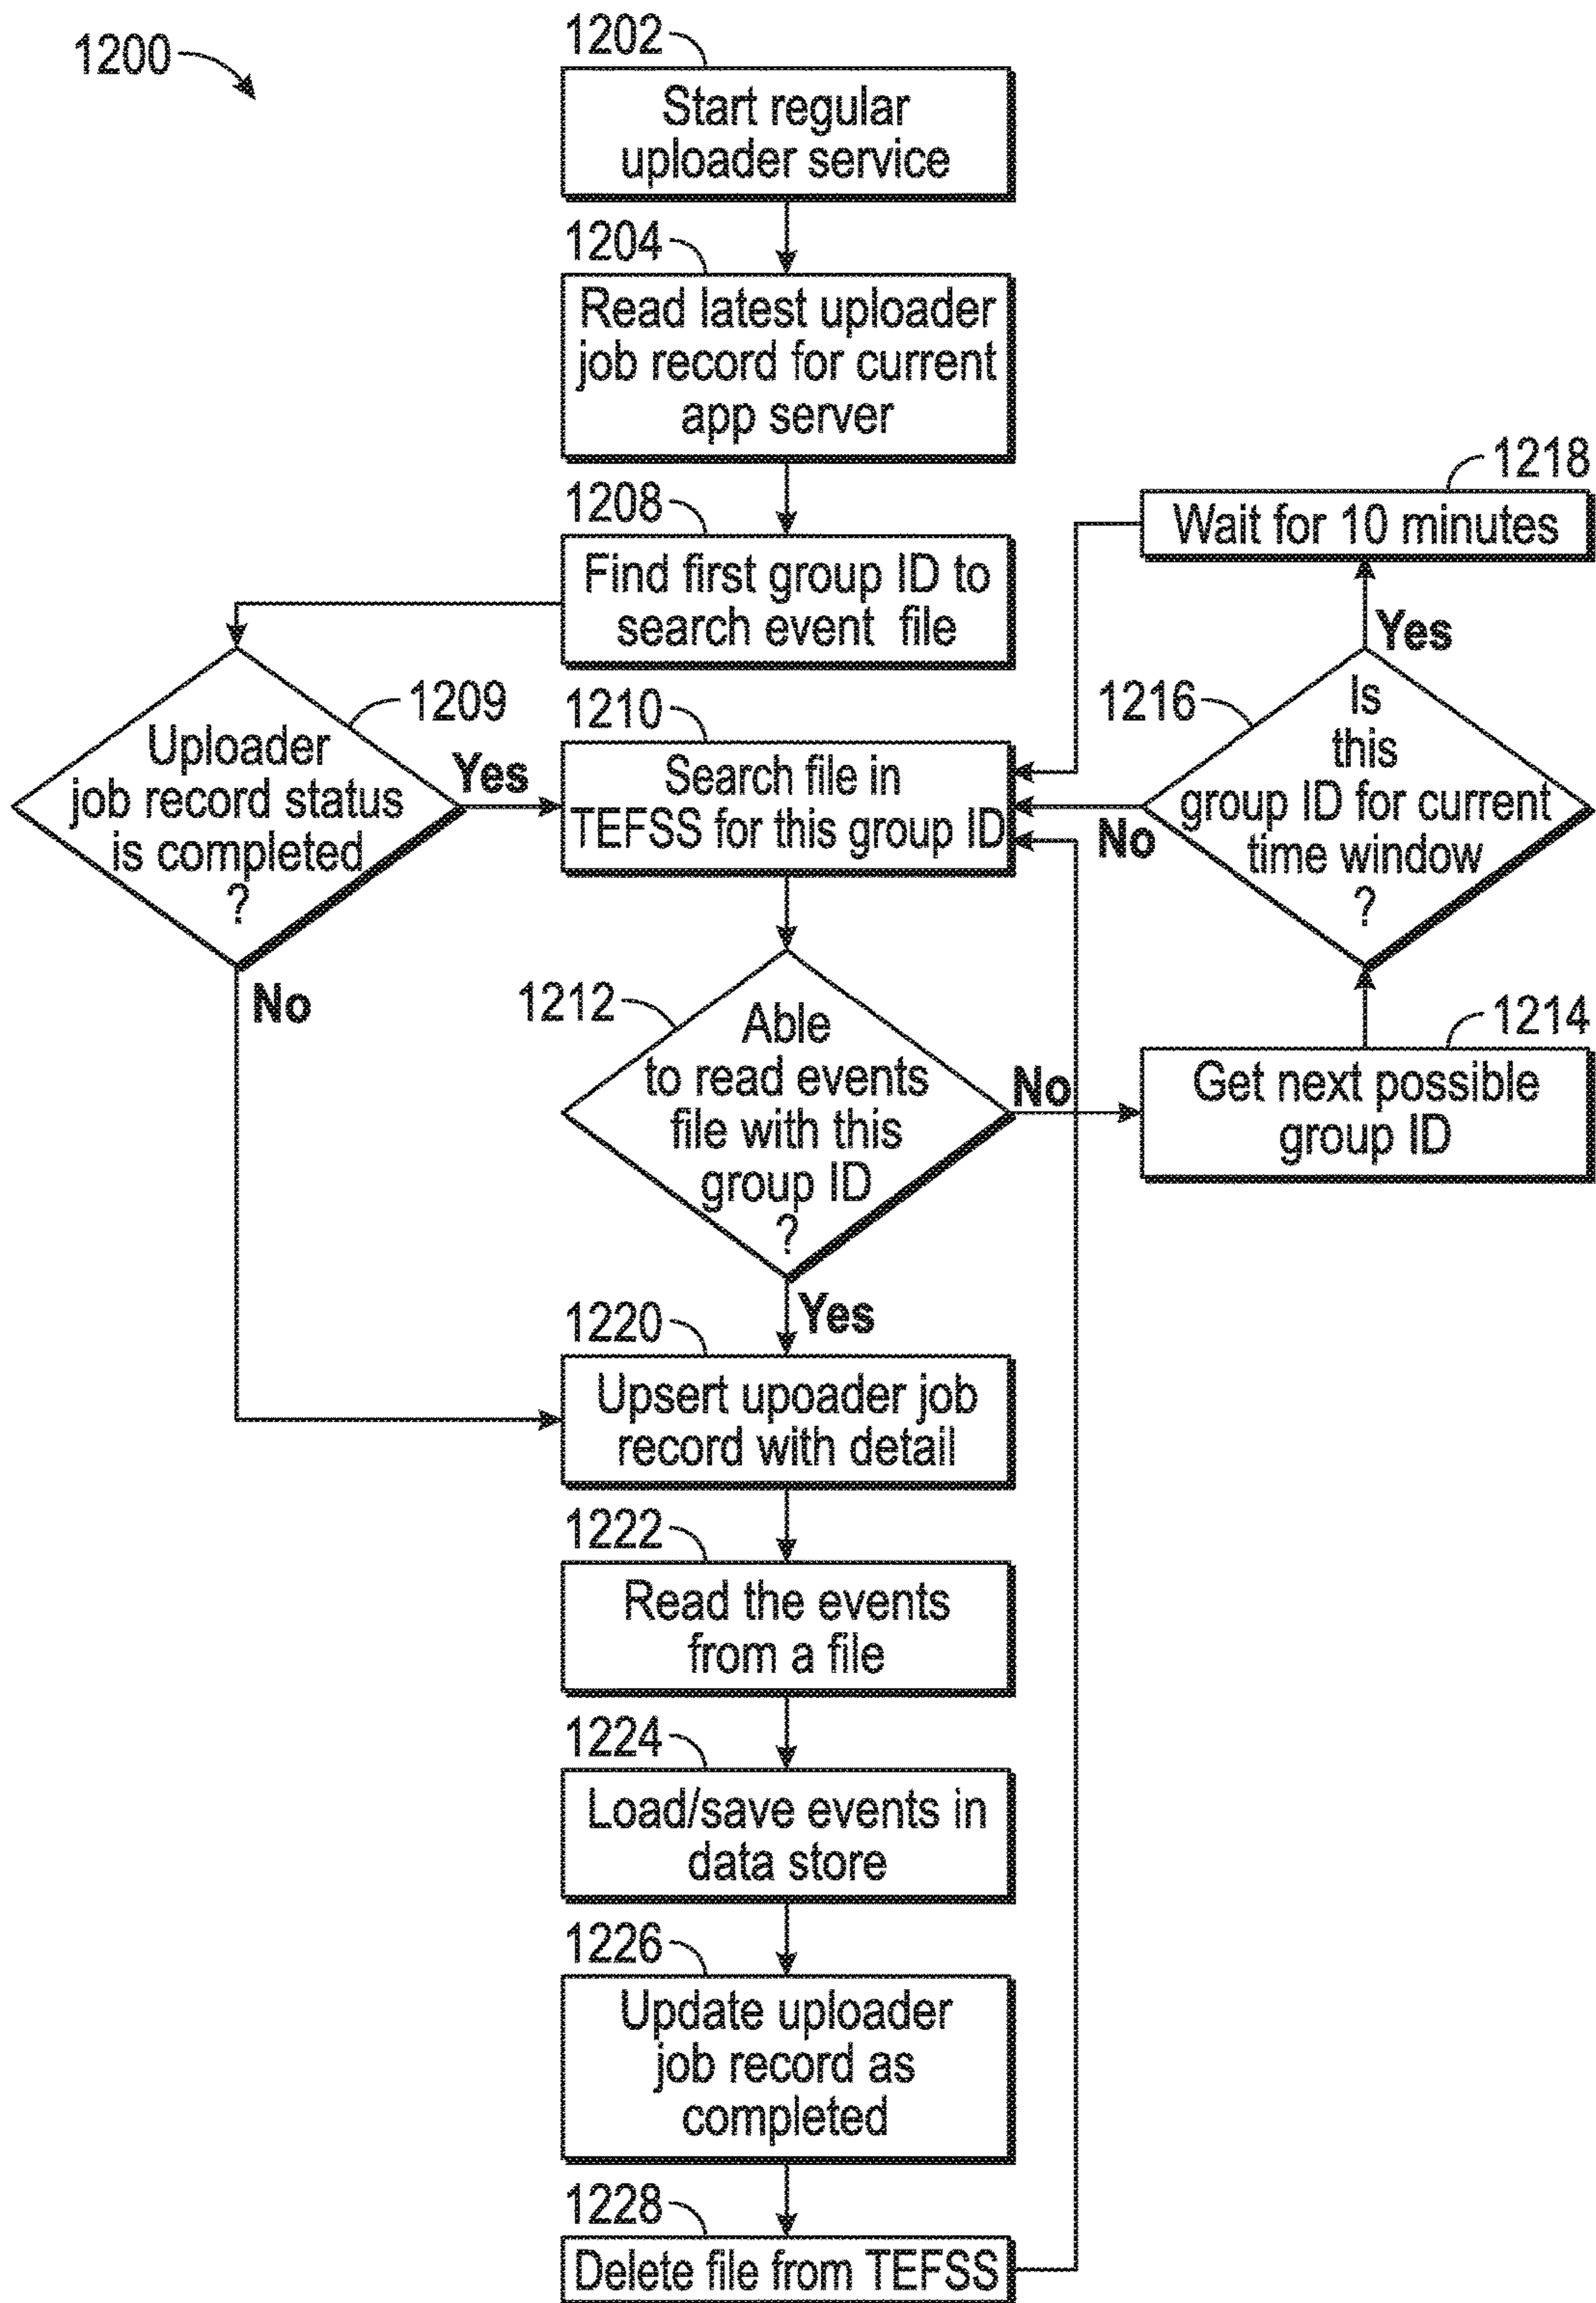 1200
1202
Start regular
uploader service
1204
Read latest uploader
job record for current
app server
1208
Find first group ID to
search event file
1209
Uploader
job record status
is completed
?
Yes
No
1210
Search file in
TEFSS for this group ID
1212
Able
to read events
file with this
group ID
?
No
Yes
1214
Get next possible
group ID
1216
Is
this
group ID for current
time window
?
No
Yes
1218
Wait for 10 minutes
1220
Upsert upoader job
record with detail
1222
Read the events
from a file
1224
Load/save events in
data store
1226
Update uploader
job record as
completed
1228
Delete file from TEFSS